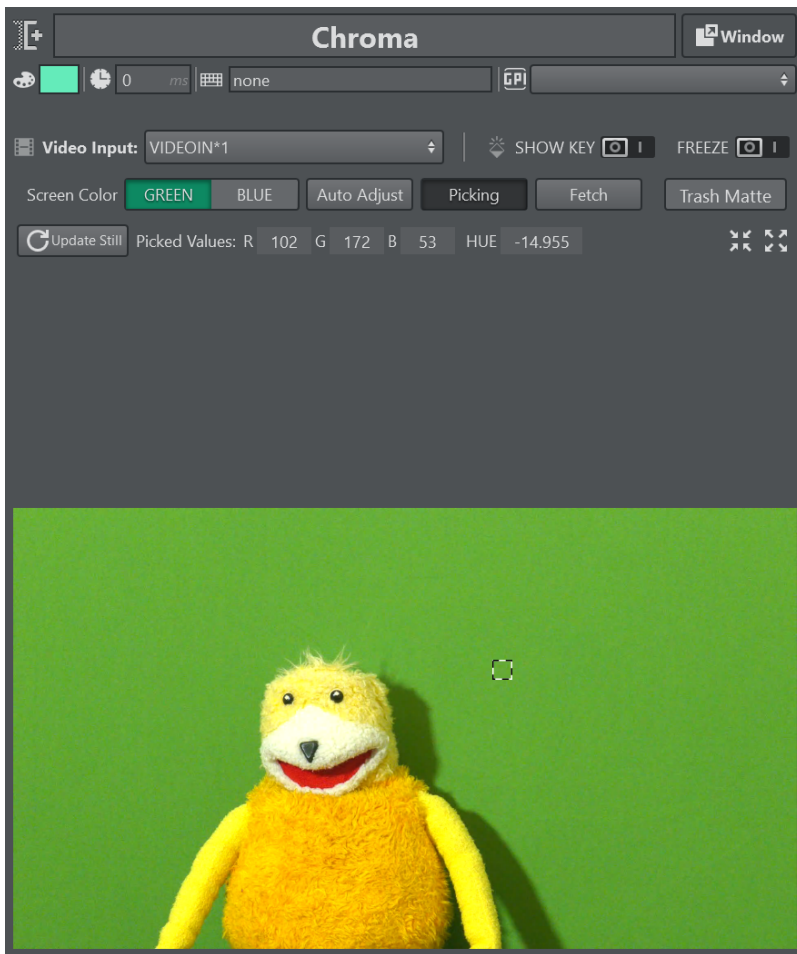 Chroma
Window
0 ms none GPI
Video Input: VIDEOIN*1 SHOW KEY FREEZE
Screen Color GREEN BLUE Auto Adjust Picking Fetch Trash Matte
Update Still Picked Values: R 102 G 172 B 53 HUE -14.955